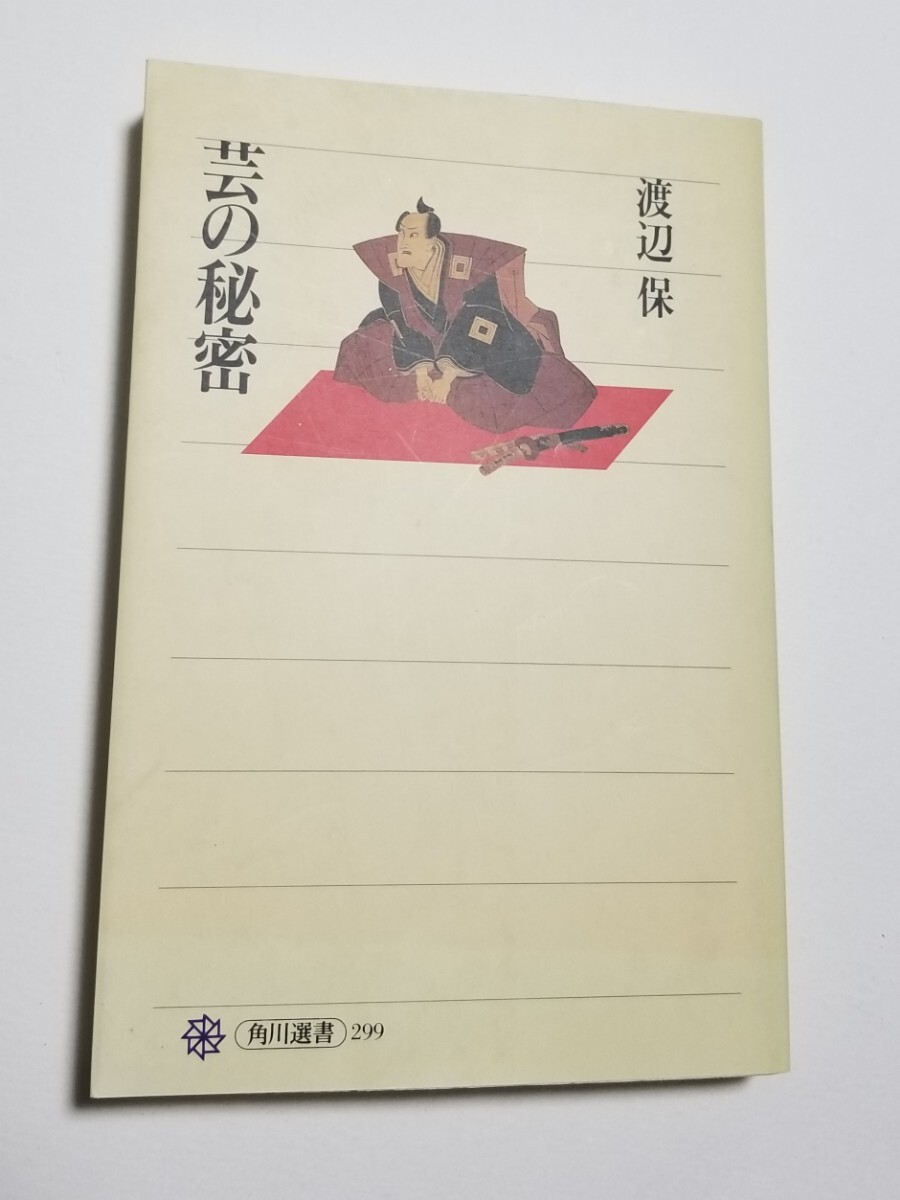 芸の秘密
渡辺 保
角川選書 299